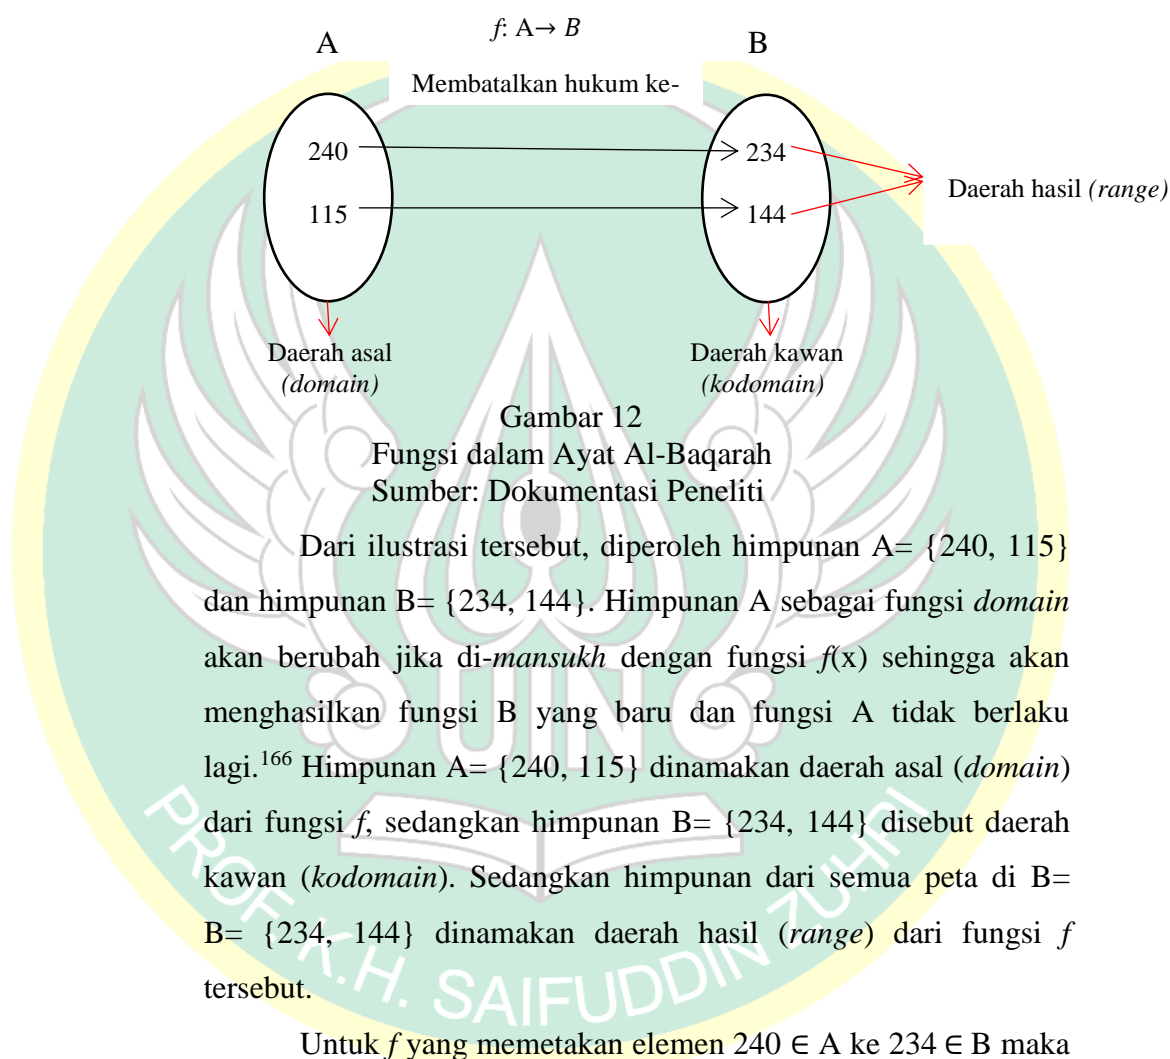 f: A→ B
A B
Membatalkan hukum ke-
240 234
Daerah hasil (range)
115 144
Daerah asal Daerah kawan
(domain) (kodomain)
Gambar 12
Fungsi dalam Ayat Al-Baqarah
Sumber: Dokumentasi Peneliti
Dari ilustrasi tersebut, diperoleh himpunan A= {240, 115}
dan himpunan B= {234, 144}. Himpunan A sebagai fungsi domain
akan berubah jika di-mansukh dengan fungsi f(x) sehingga akan
menghasilkan fungsi B yang baru dan fungsi A tidak berlaku
lagi.166 Himpunan A= {240, 115} dinamakan daerah asal (domain)
dari fungsi f, sedangkan himpunan B= {234, 144} disebut daerah
kawan (kodomain). Sedangkan himpunan dari semua peta di B=
B= {234, 144} dinamakan daerah hasil (range) dari fungsi f
tersebut.
Untuk f yang memetakan elemen 240 ∈ A ke 234 ∈ B maka
UIN
PROF. K.H. SAIFUDDIN ZUHRI